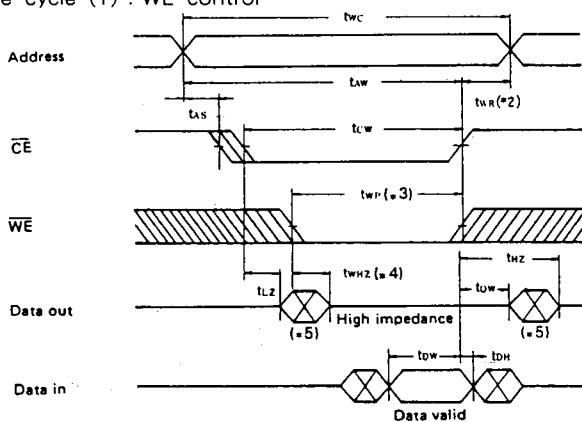 e cycle (1) : WE control
twc
Address
tAW
tWR(*2)
tAS
tCW
CE
tWP (*3)
WE
tLZ
tWHZ(*4)
tHZ
tOW
Data out
(*5)
High impedance
(*5)
tDW
tDH
Data in
Data valid